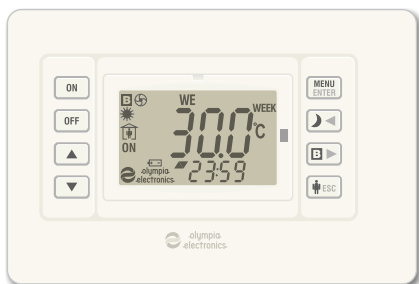 ON
OFF
B
WE
WEEK
30.0
°C
ON
olympia
electronics
23:59
MENU
ENTER
B
ESC
olympia
electronics